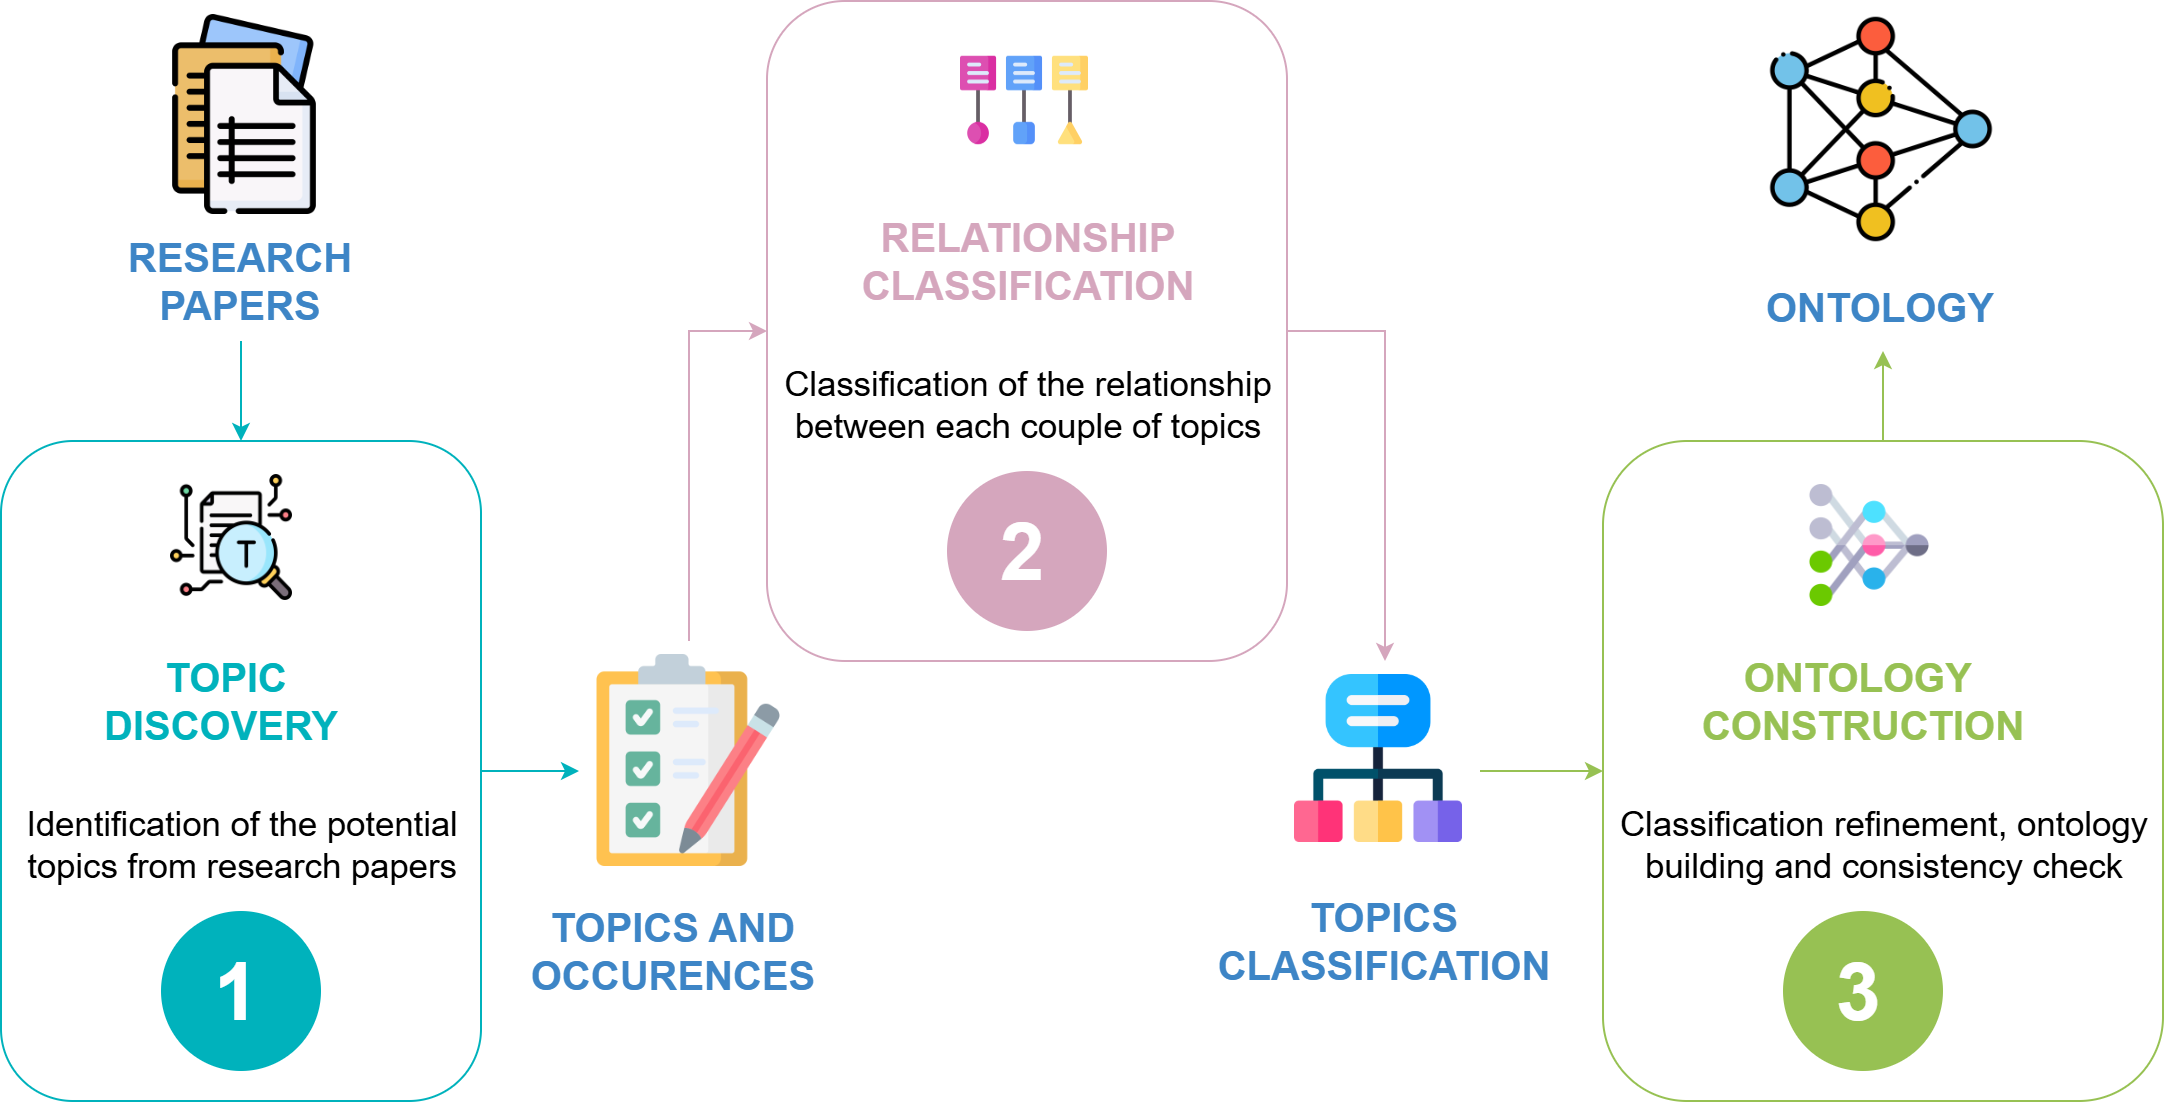 RESEARCH
PAPERS
TOPIC
DISCOVERY
Identification of the potential
topics from research papers
1
TOPICS AND
OCCURENCES
RELATIONSHIP
CLASSIFICATION
Classification of the relationship
between each couple of topics
2
TOPICS
CLASSIFICATION
ONTOLOGY
CONSTRUCTION
Classification refinement, ontology
building and consistency check
3
ONTOLOGY
T